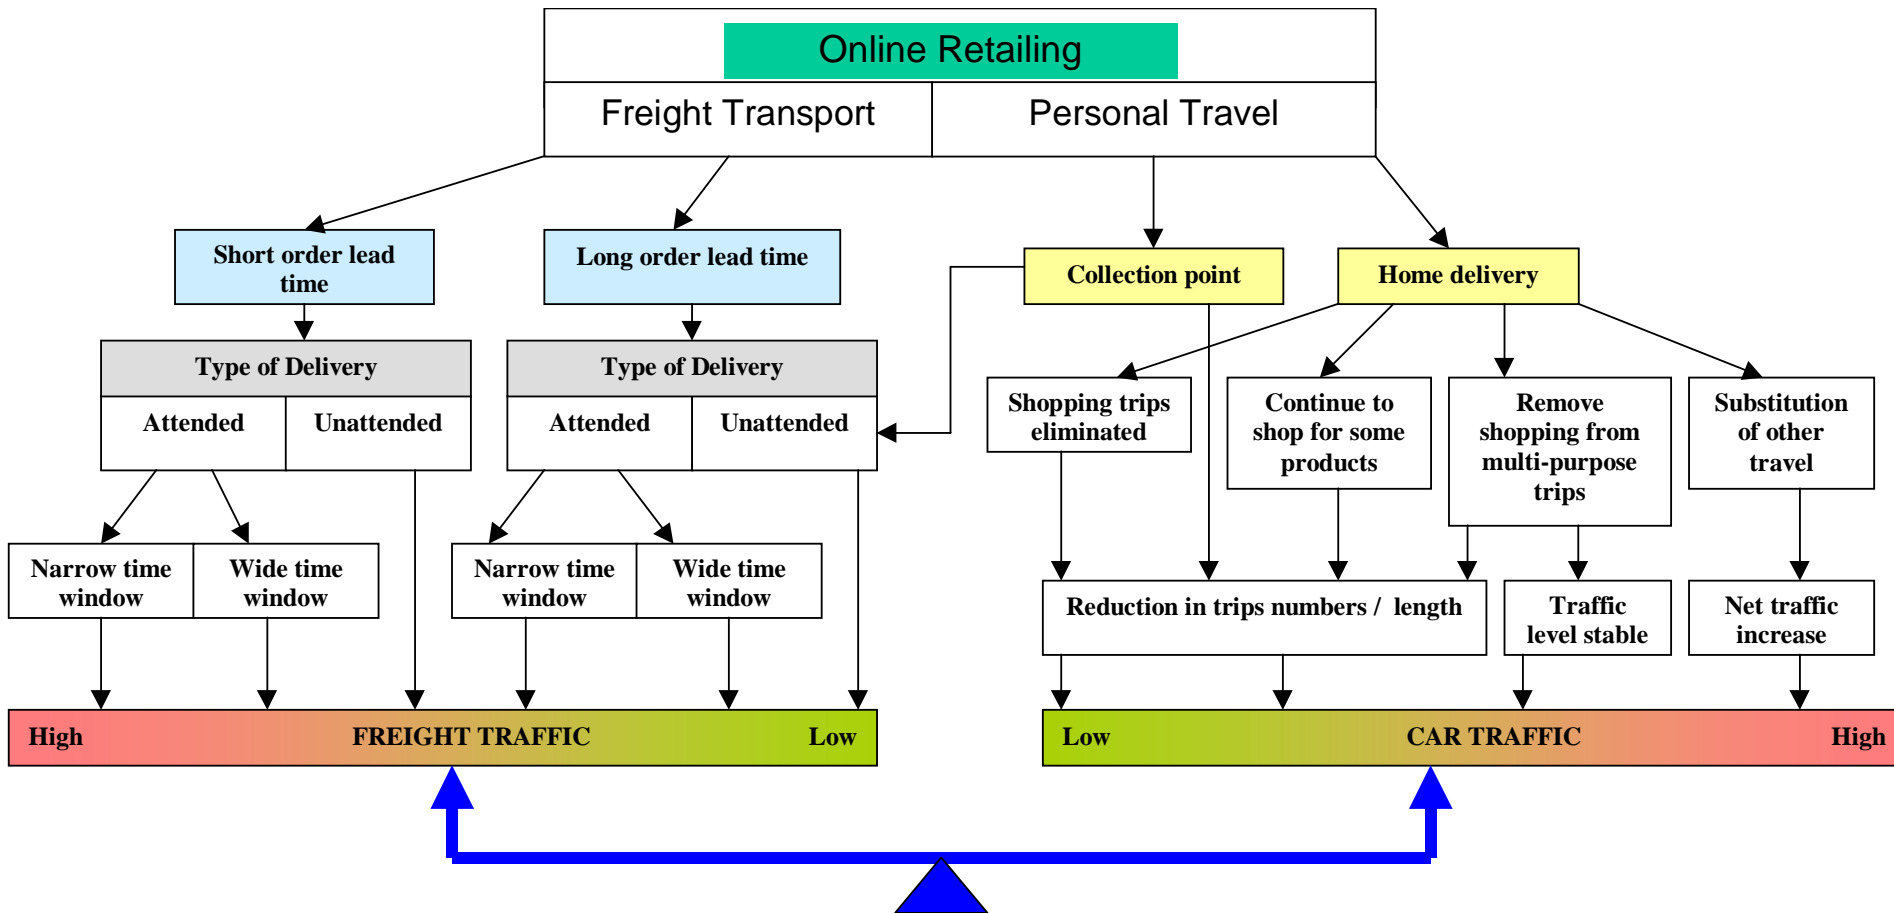 Online Retailing
Freight Transport
Personal Travel
Short order lead
time
Long order lead time
Collection point
Home delivery
Type of Delivery
Attended
Unattended
Type of Delivery
Attended
Unattended
Shopping trips
eliminated
Continue to
shop for some
products
Remove
shopping from
multi-purpose
trips
Substitution
of other
travel
Narrow time
window
Wide time
window
Narrow time
window
Wide time
window
Reduction in trips numbers / length
Traffic
level stable
Net traffic
increase
High FREIGHT TRAFFIC Low
Low CAR TRAFFIC High